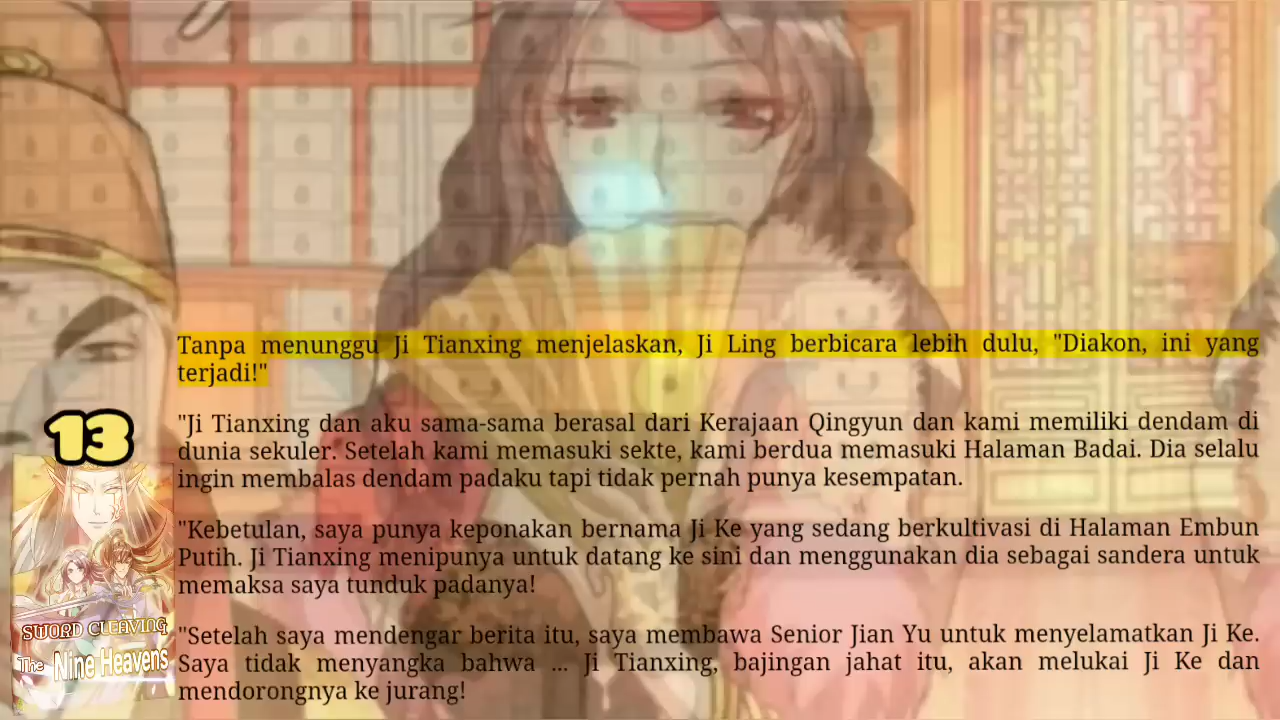 Tanpa menunggu Ji Tianxing menjelaskan, Ji Ling berbicara lebih dulu, "Diakon, ini yang
terjadi!"
"Ji Tianxing dan aku sama-sama berasal dari Kerajaan Qingyun dan kami memiliki dendam di
dunia sekuler. Setelah kami memasuki sekte, kami berdua memasuki Halaman Badai. Dia selalu
ingin membalas dendam padaku tapi tidak pernah punya kesempatan.
"Kebetulan, saya punya keponakan bernama Ji Ke yang sedang berkultivasi di Halaman Embun
Putih. Ji Tianxing menipunya untuk datang ke sini dan menggunakan dia sebagai sandera untuk
memaksa saya tunduk padanya!
"Setelah saya mendengar berita itu, saya membawa Senior Jian Yu untuk menyelamatkan Ji Ke.
Saya tidak menyangka bahwa ... Ji Tianxing, bajingan jahat itu, akan melukai Ji Ke dan
mendorongnya ke jurang!
13
SWORD CLEAVING
The Nine Heavens